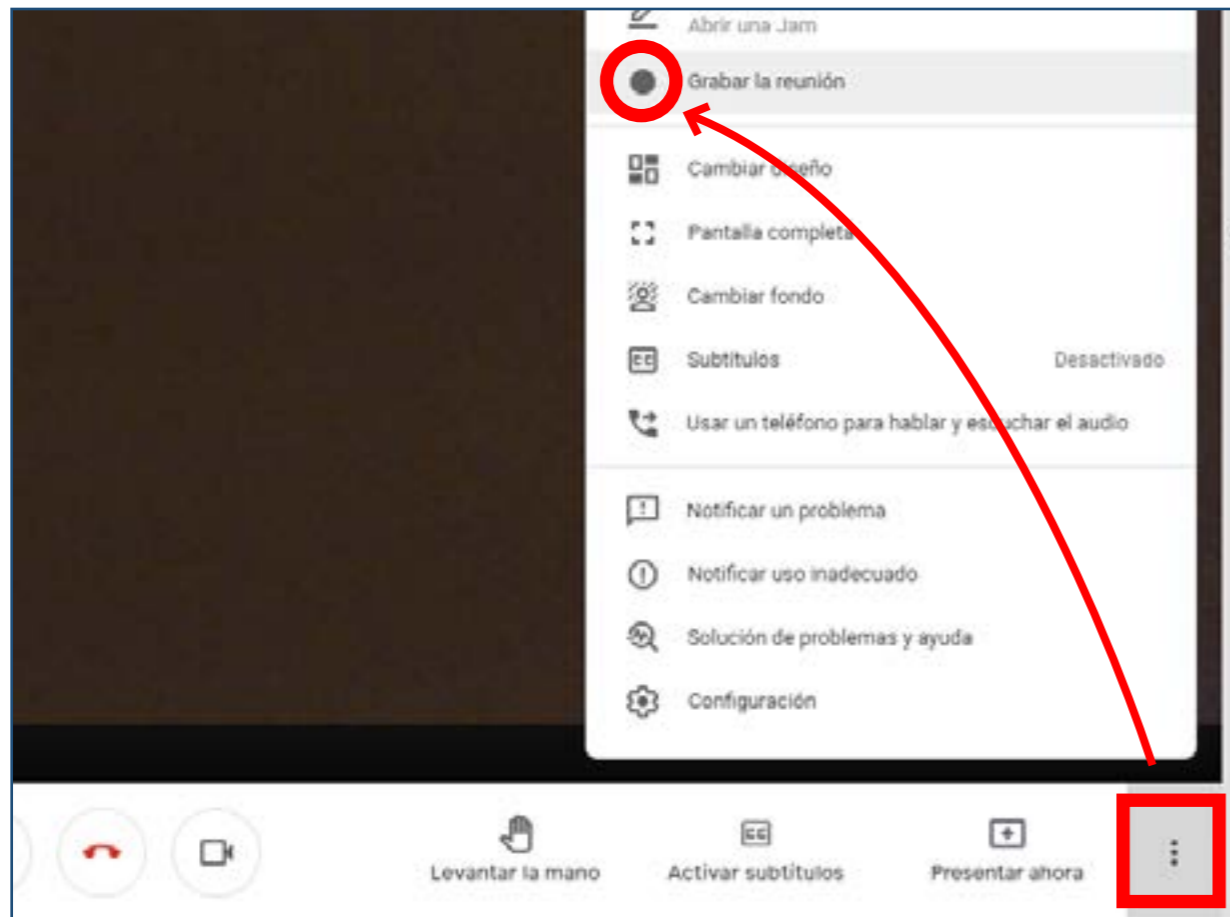 Abrir una Jam
Grabar la reunión
Cambiar diseño
Pantalla completa
Cambiar fondo
Subtítulos Desactivado
Usar un teléfono para hablar y escuchar el audio
Notificar un problema
Notificar uso inadecuado
Solución de problemas y ayuda
Configuración
Levantar la mano Activar subtítulos Presentar ahora